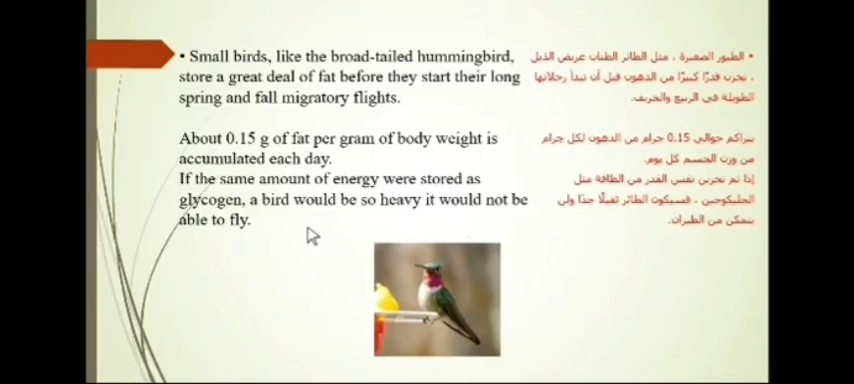 • Small birds, like the broad-tailed hummingbird,
store a great deal of fat before they start their long
spring and fall migratory flights.
About 0.15 g of fat per gram of body weight is
accumulated each day.
If the same amount of energy were stored as
glycogen, a bird would be so heavy it would not be
able to fly.
• الطيور الصغيرة ، مثل الطائر الطنان عريض الذيل
، تخزن قدرًا كبيرًا من الدهون قبل أن تبدأ رحلاتها
الطويلة في الربيع والخريف.
يتراكم حوالي 0.15 جرام من الدهون لكل جرام
من وزن الجسم كل يوم.
إذا تم تخزين نفس القدر من الطاقة مثل
الجليكوجين ، فسيكون الطائر ثقيلًا جدًا ولن
يتمكن من الطيران.